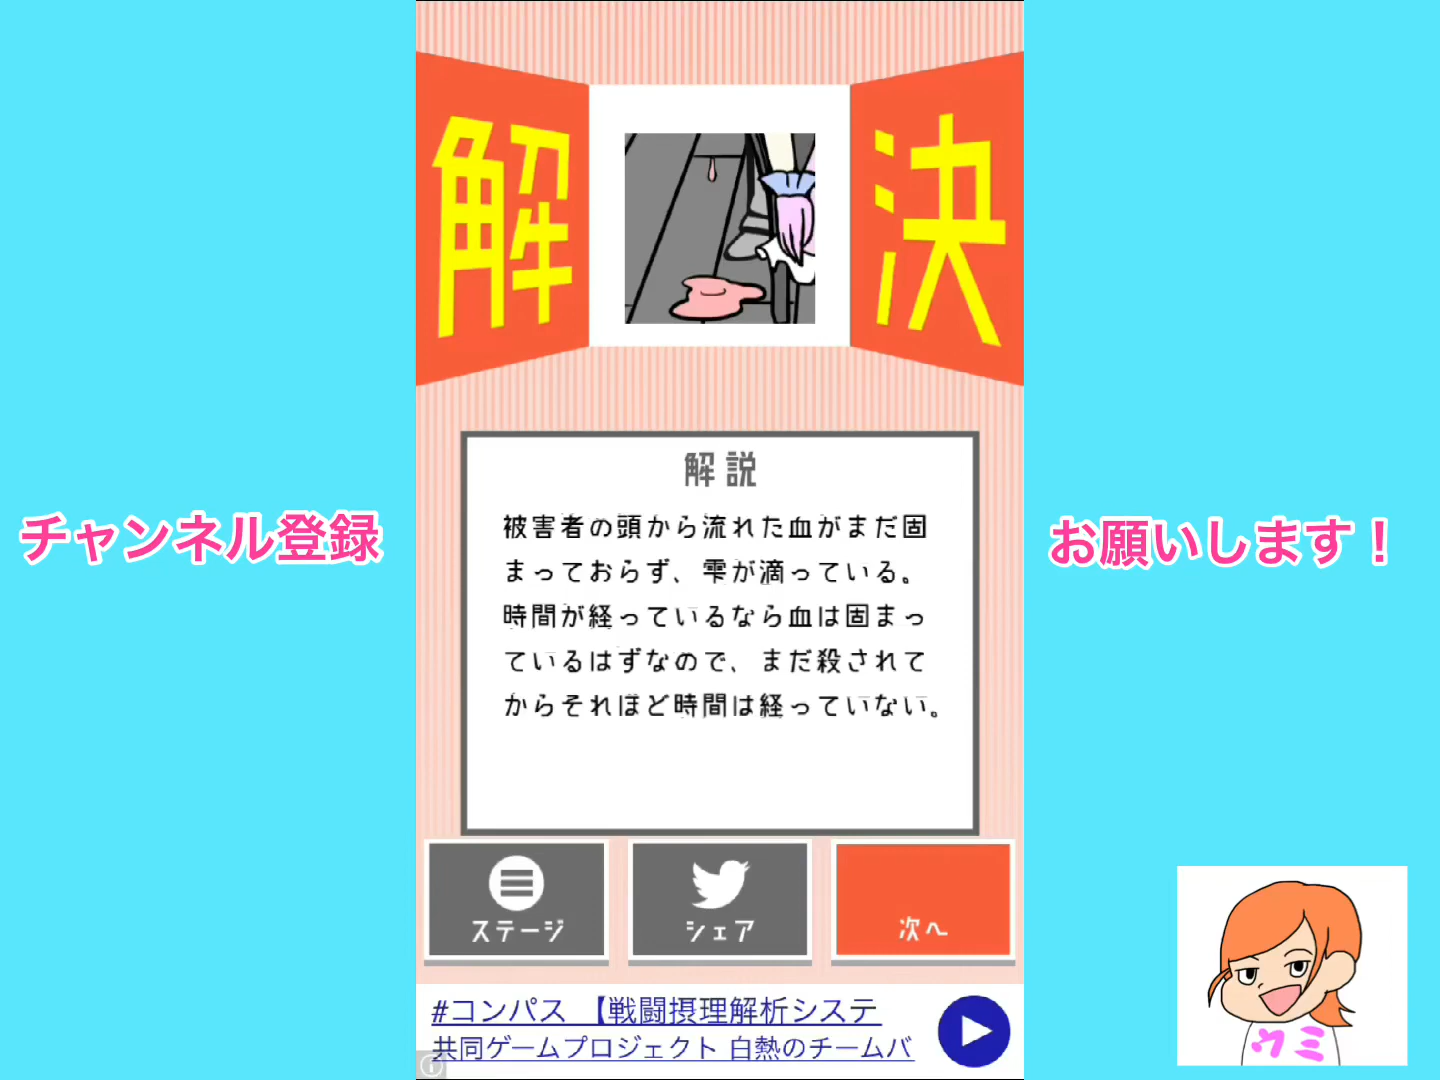 解決
解説
被害者の頭から流れた血がまだ固
まっておらず、雫が滴っている。
時間が経っているなら血は固まっ
ているはずなので、まだ殺されて
からそれほど時間は経っていない。
チャンネル登録
お願いします！
ステージ
シェア
次へ
#コンパス 【戦闘摂理解析システ
共同ゲームプロジェクト 白熱のチームバ
ウミ